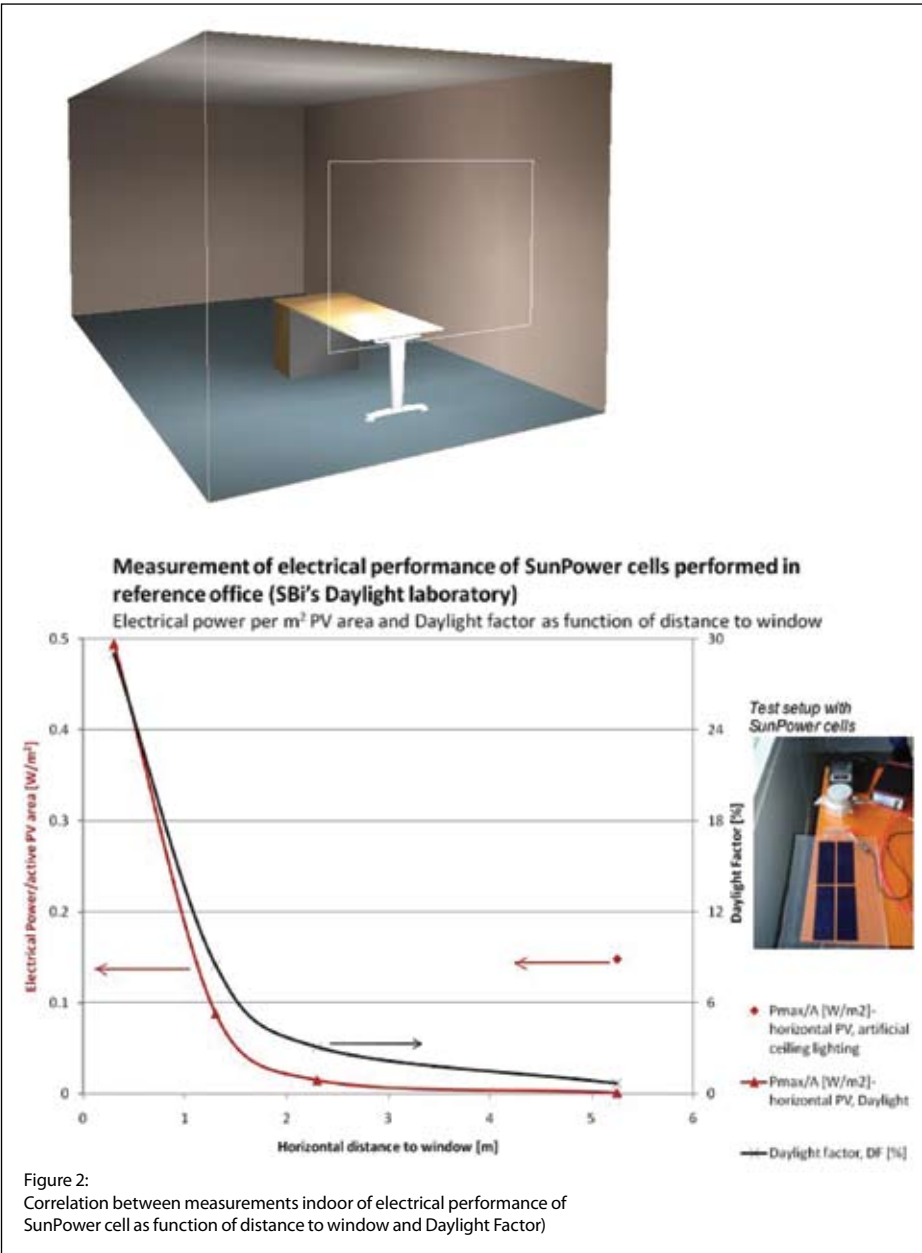 Measurement of electrical performance of SunPower cells performed in
reference office (SBi's Daylight laboratory)
Electrical power per m² PV area and Daylight factor as function of distance to window
0.5
0.4
0.3
0.2
0.1
0
Electrical Power/active PV area [W/m²]
0
1
2
3
4
5
6
Horizontal distance to window [m]
30
24
18
12
6
0
Daylight Factor [%]
Test setup with
SunPower cells
Pmax/A [W/m2]-
horizontal PV, artificial
ceilling lighting
Pmax/A [W/m2]-
horizontal PV, Daylight
Daylight factor, DF [%]
Figure 2:
Correlation between measurements indoor of electrical performance of
SunPower cell as function of distance to window and Daylight Factor)